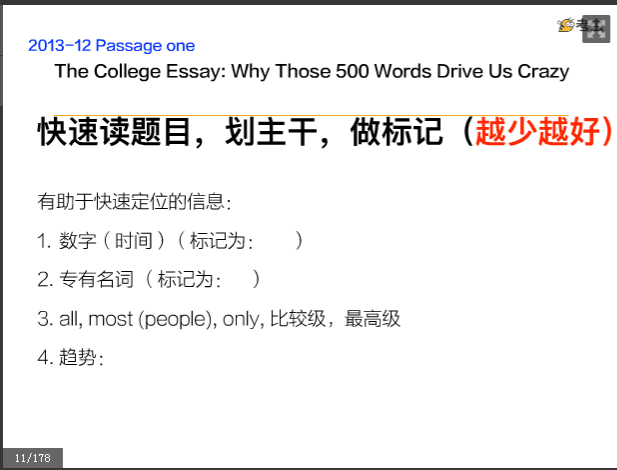 2013-12 Passage one
The College Essay: Why Those 500 Words Drive Us Crazy
快速读题目，划主干，做标记（越少越好）
有助于快速定位的信息：
1. 数字（时间）（标记为：　　）
2. 专有名词（标记为：　）
3. all, most (people), only, 比较级，最高级
4. 趋势：
11/178